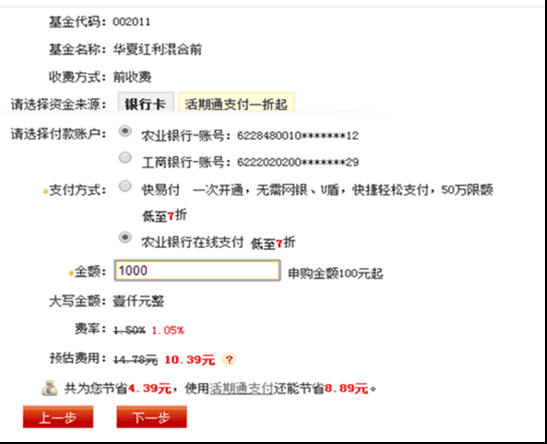 基金代码：002011
基金名称：华夏红利混合前
收费方式：前收费
请选择资金来源：银行卡 活期通支付一折起
请选择付款账户：农业银行-账号：6228480010*******12
工商银行-账号：6222020200*******29
*支付方式：快易付 一次开通，无需网银、U盾，快捷轻松支付，50万限额
低至7折
农业银行在线支付 低至7折
*金额：1000 申购金额100元起
大写金额：壹仟元整
费率：1.50% 1.05%
预估费用：14.78元 10.39元 ?
共为您节省4.39元，使用活期通支付还能节省8.89元。
上一步 下一步